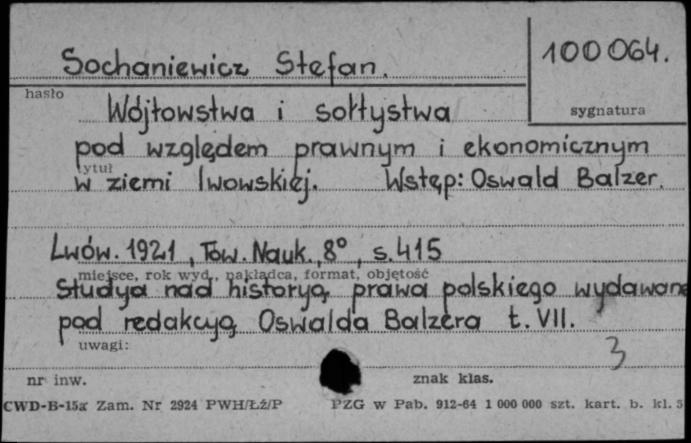 Sochaniewicz Stefan.
100064.
hasło
sygnatura
Wójtowstwa i sołtystwa
pod względem prawnym i ekonomicznym
tytuł
w ziemi lwowskiej. Wstęp: Oswald Balzer.
Lwów. 1921, Tow. Nauk., 8°, s. 415
miejsce, rok wyd., nakładca, format, objętość
Studya nad historyą prawa polskiego wydawane
pod redakcyą Oswalda Balzera t. VII.
uwagi:
3
nr inw.
znak klas.
CWD-B-15a Zam. Nr 2924 PWH/Łź/P
PZG w Pab. 912-64 1 000 000 szt. kart. b. kl. 5